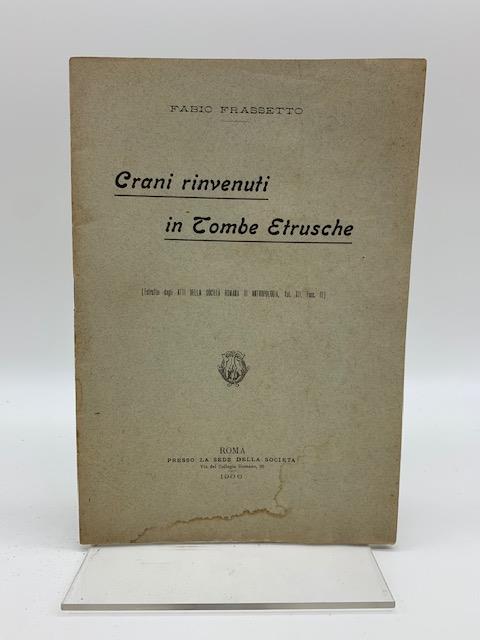 FABIO FRASSETTO
Crani rinvenuti
in Tombe Etrusche
(Estratto dagli ATTI DELLA SOCIETÀ ROMANA DI ANTROPOLOGIA, Vol. XII, Fasc. II)
ROMA
PRESSO LA SEDE DELLA SOCIETÀ
Via del Collegio Romano, 26
1906